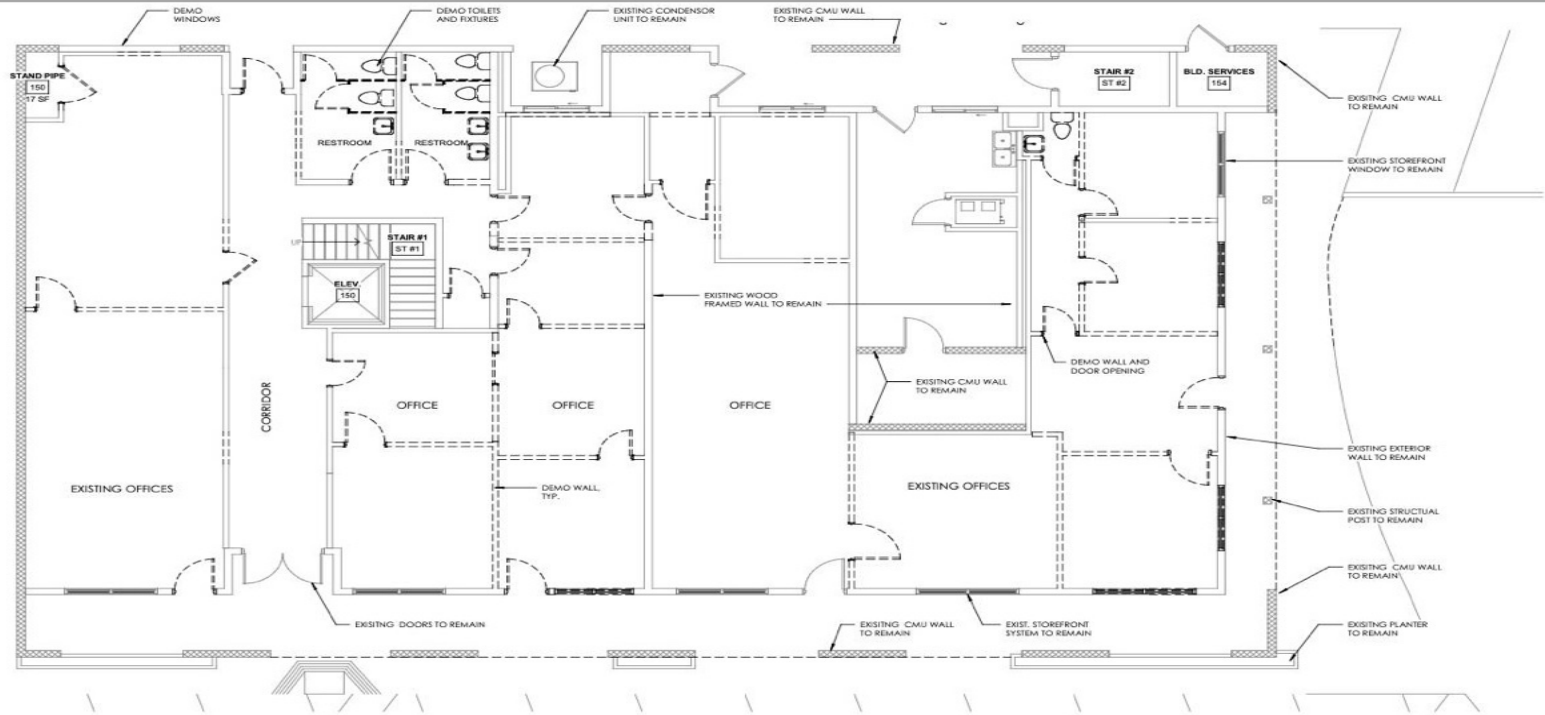 DEMO
WINDOWS
DEMO TOILETS
AND FIXTURES
EXISTING CONDENSOR
UNIT TO REMAIN
EXISTING CMU WALL
TO REMAIN
STAND PIPE
150
17 SF
STAIR #2
ST #2
BLD. SERVICES
154
EXISITNG CMU WALL
TO REMAIN
RESTROOM
RESTROOM
EXISTING STOREFRONT
WINDOW TO REMAIN
UP
STAIR #1
ST #1
ELEV.
150
EXISTING WOOD
FRAMED WALL TO REMAIN
DEMO WALL AND
DOOR OPENING
EXISITNG CMU WALL
TO REMAIN
CORRIDOR
OFFICE
OFFICE
OFFICE
EXISTING EXTERIOR
WALL TO REMAIN
EXISTING OFFICES
DEMO WALL,
TYP.
EXISTING OFFICES
EXISTING STRUCTUAL
POST TO REMAIN
EXISITNG CMU WALL
TO REMAIN
EXISITNG DOORS TO REMAIN
EXISITNG CMU WALL
TO REMAIN
EXIST. STOREFRONT
SYSTEM TO REMAIN
EXISTING PLANTER
TO REMAIN